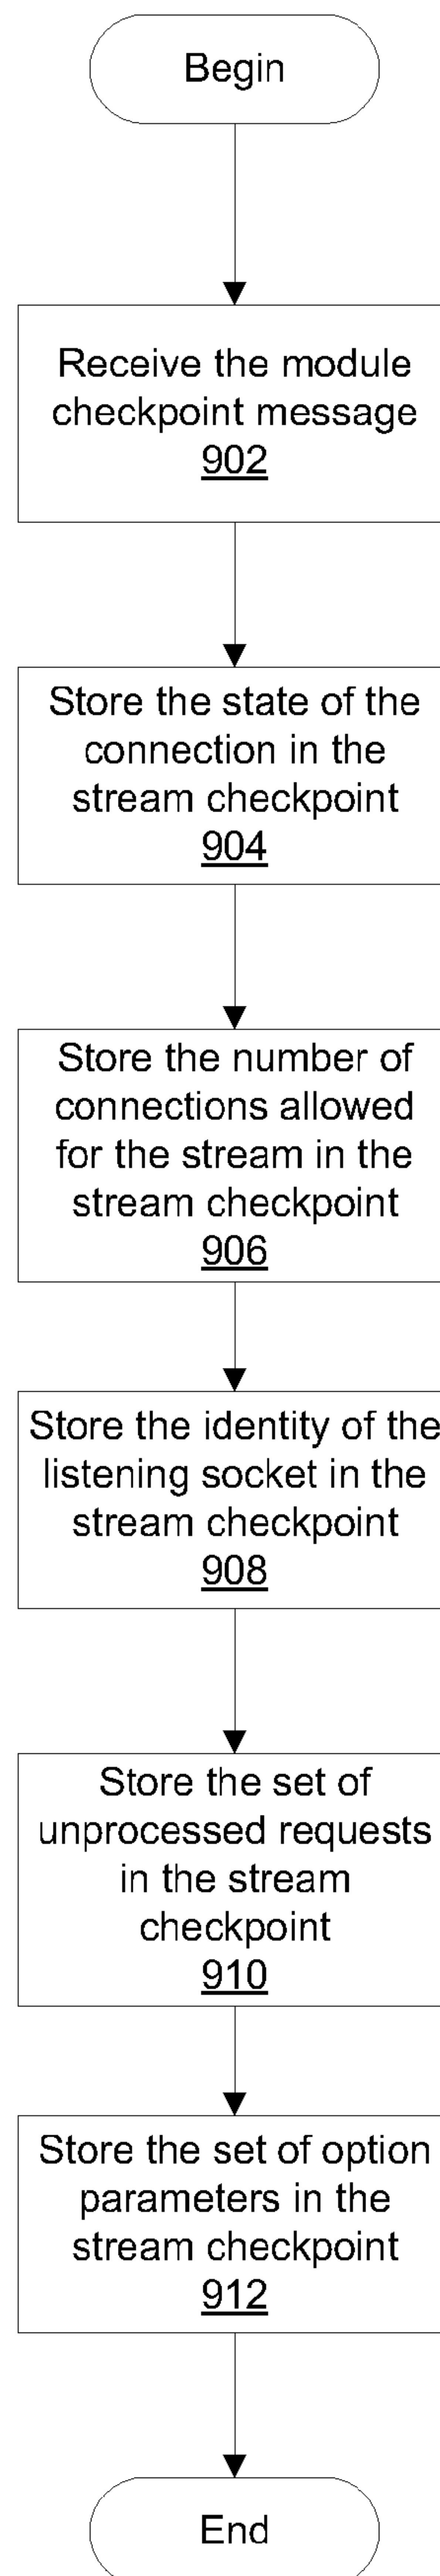 Begin
Receive the module
checkpoint message
902
Store the state of the
connection in the
stream checkpoint
904
Store the number of
connections allowed
for the stream in the
stream checkpoint
906
Store the identity of the
listening socket in the
stream checkpoint
908
Store the set of
unprocessed requests
in the stream
checkpoint
910
Store the set of option
parameters in the
stream checkpoint
912
End